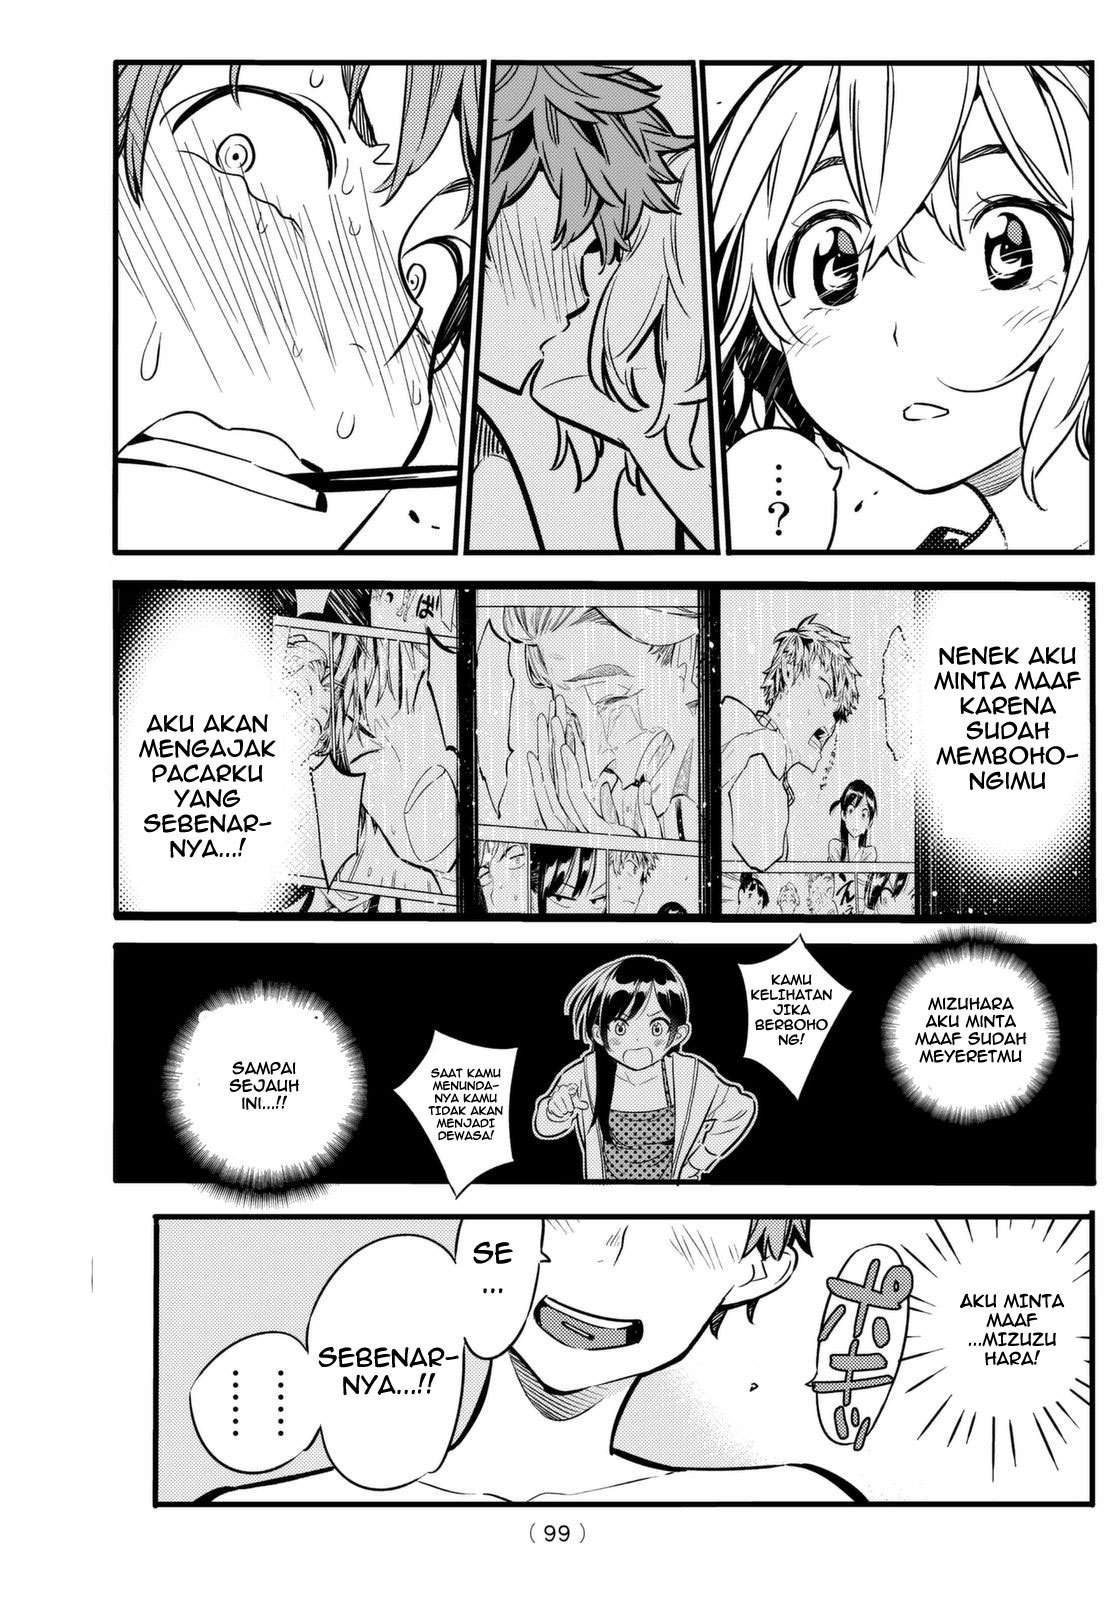 …?
NENEK AKU
MINTA MAAF
KARENA
SUDAH
MEMBOHO-
NGIMU
AKU AKAN
MENGAJAK
PACARKU
YANG
SEBENAR-
NYA...!
MIZUHARA
AKU MINTA
MAAF SUDAH
MEYERETMU
KAMU
KELIHATAN
JIKA
BERBOHO
NG!
SAAT KAMU
MENUNDA-
NYA KAMU
TIDAK AKAN
MENJADI
DEWASA!
SAMPAI
SEJAUH
INI...!!
AKU MINTA
MAAF
...MIZUZU
HARA!
SE
...
SEBENAR-
NYA...!!
……
……
( 99 )